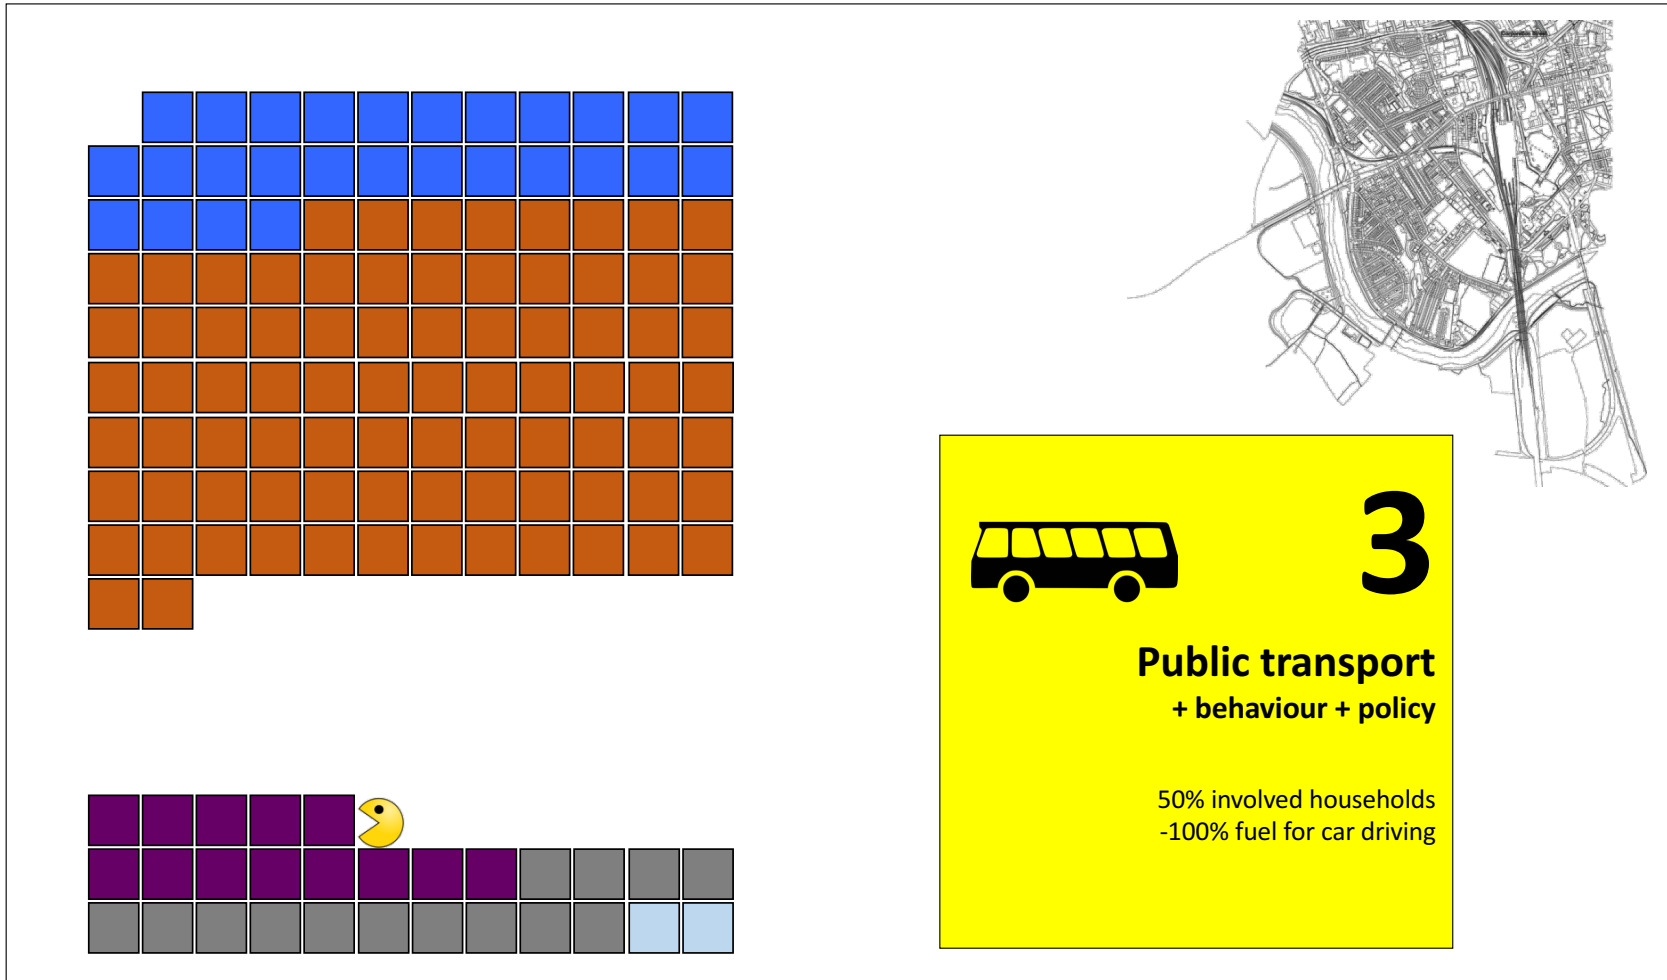 3
Public transport
+ behaviour + policy
50% involved households
-100% fuel for car driving